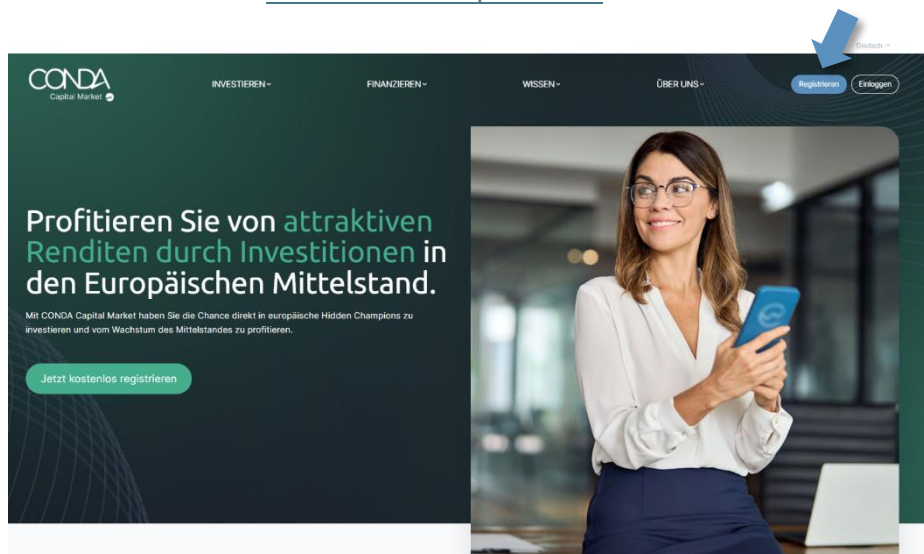 Deutsch
CONDA
Capital Market
INVESTIEREN
FINANZIEREN
WISSEN
ÜBER UNS
Registrieren
Einloggen
Profitieren Sie von attraktiven
Renditen durch Investitionen in
den Europäischen Mittelstand.
Mit CONDA Capital Market haben Sie die Chance direkt in europäische Hidden Champions zu
investieren und vom Wachstum des Mittelstandes zu profitieren.
Jetzt kostenlos registrieren